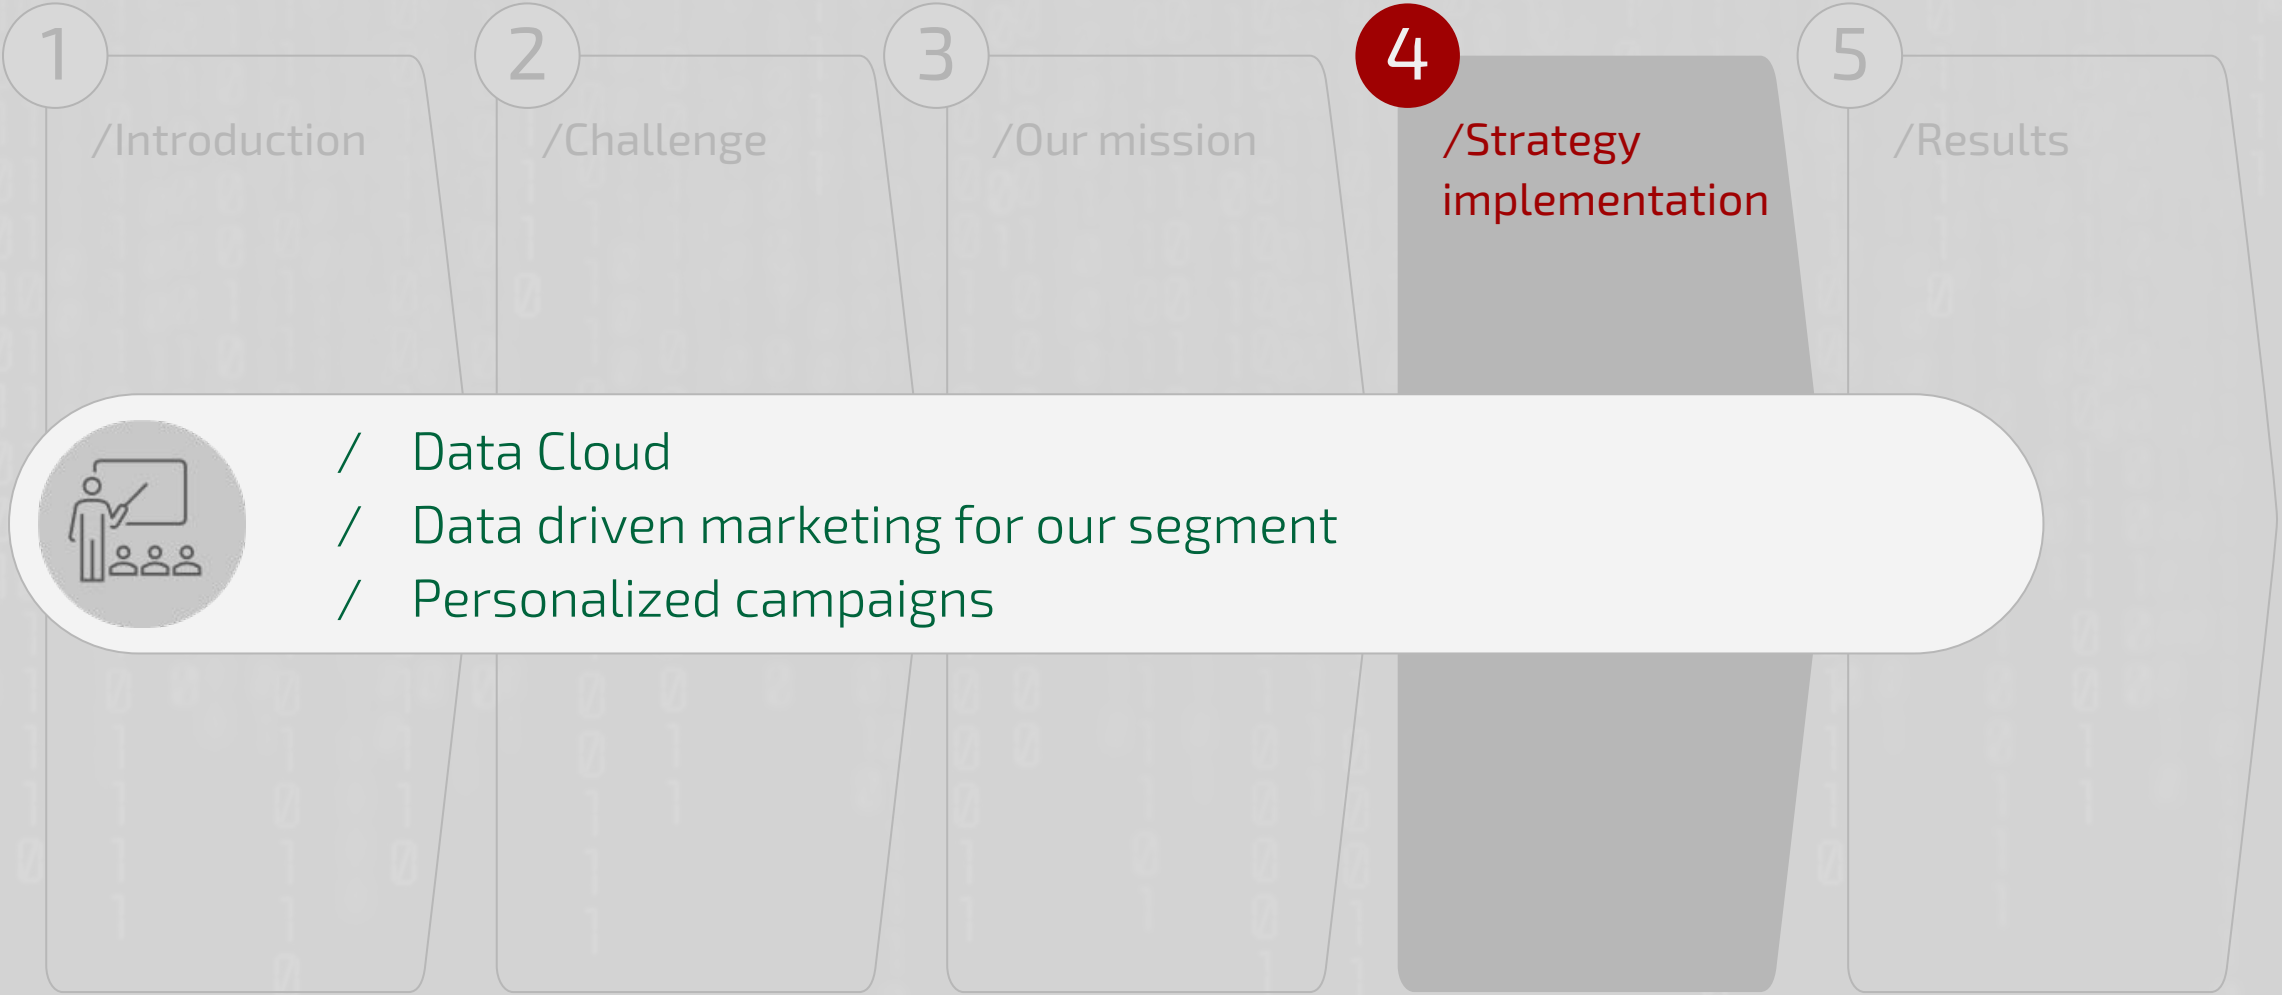 1
/Introduction
2
/Challenge
3
/Our mission
4
/Strategy
implementation
5
/Results
/ Data Cloud
/ Data driven marketing for our segment
/ Personalized campaigns